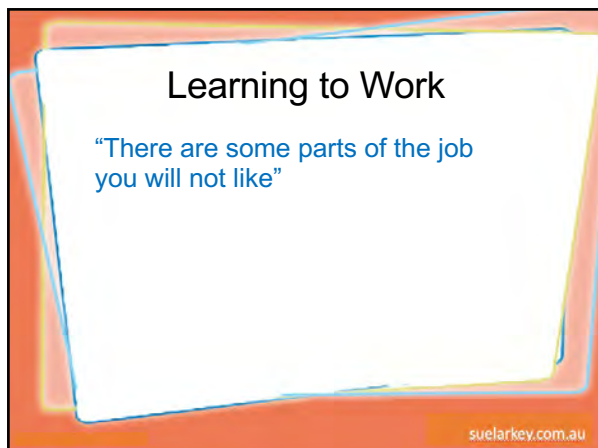 Learning to Work
“There are some parts of the job
you will not like”
suelarkey.com.au